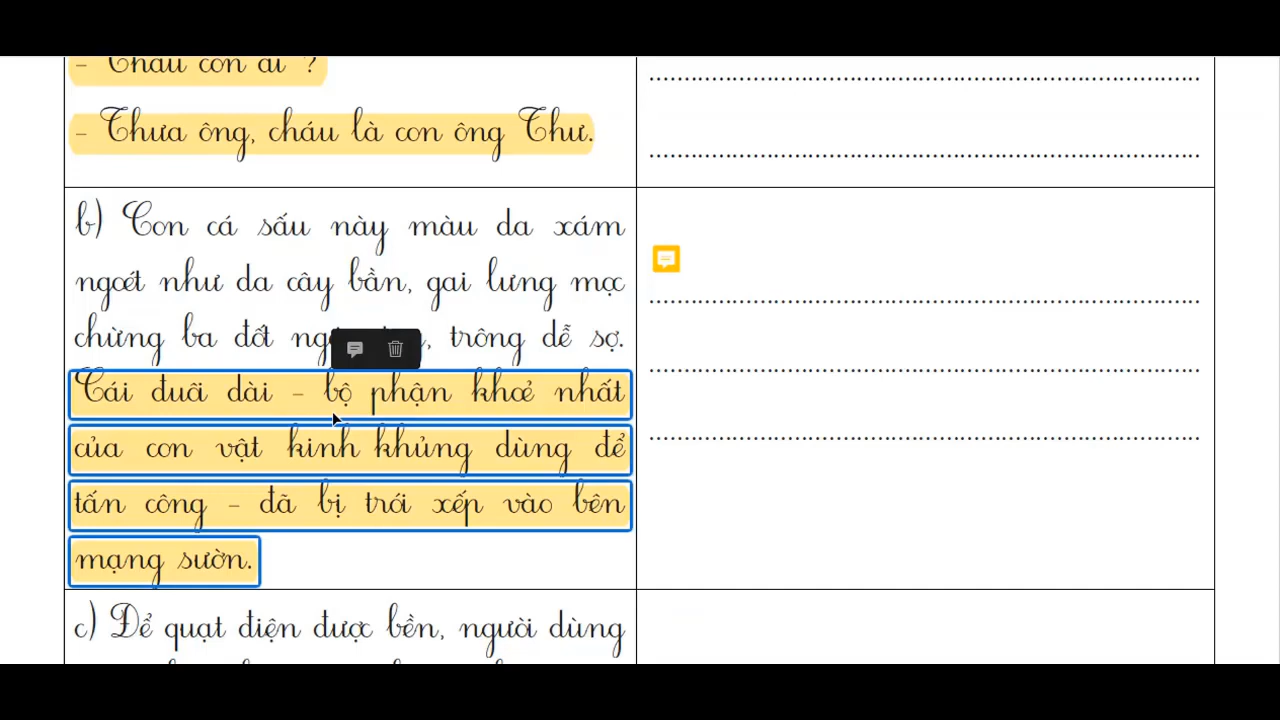 - Cháu con ai ?
- Thưa ông, cháu là con ông Thư.
b) Con cá sấu này màu da xám
ngoét như da cây bần, gai lưng mọc
chừng ba đốt trông dễ sợ.
Cái đuôi dài - bộ phận khoẻ nhất
của con vật kinh khủng dùng để
tấn công - đã bị trói xếp vào bên
mạng sườn.
c) Để quạt điện được bền, người dùng